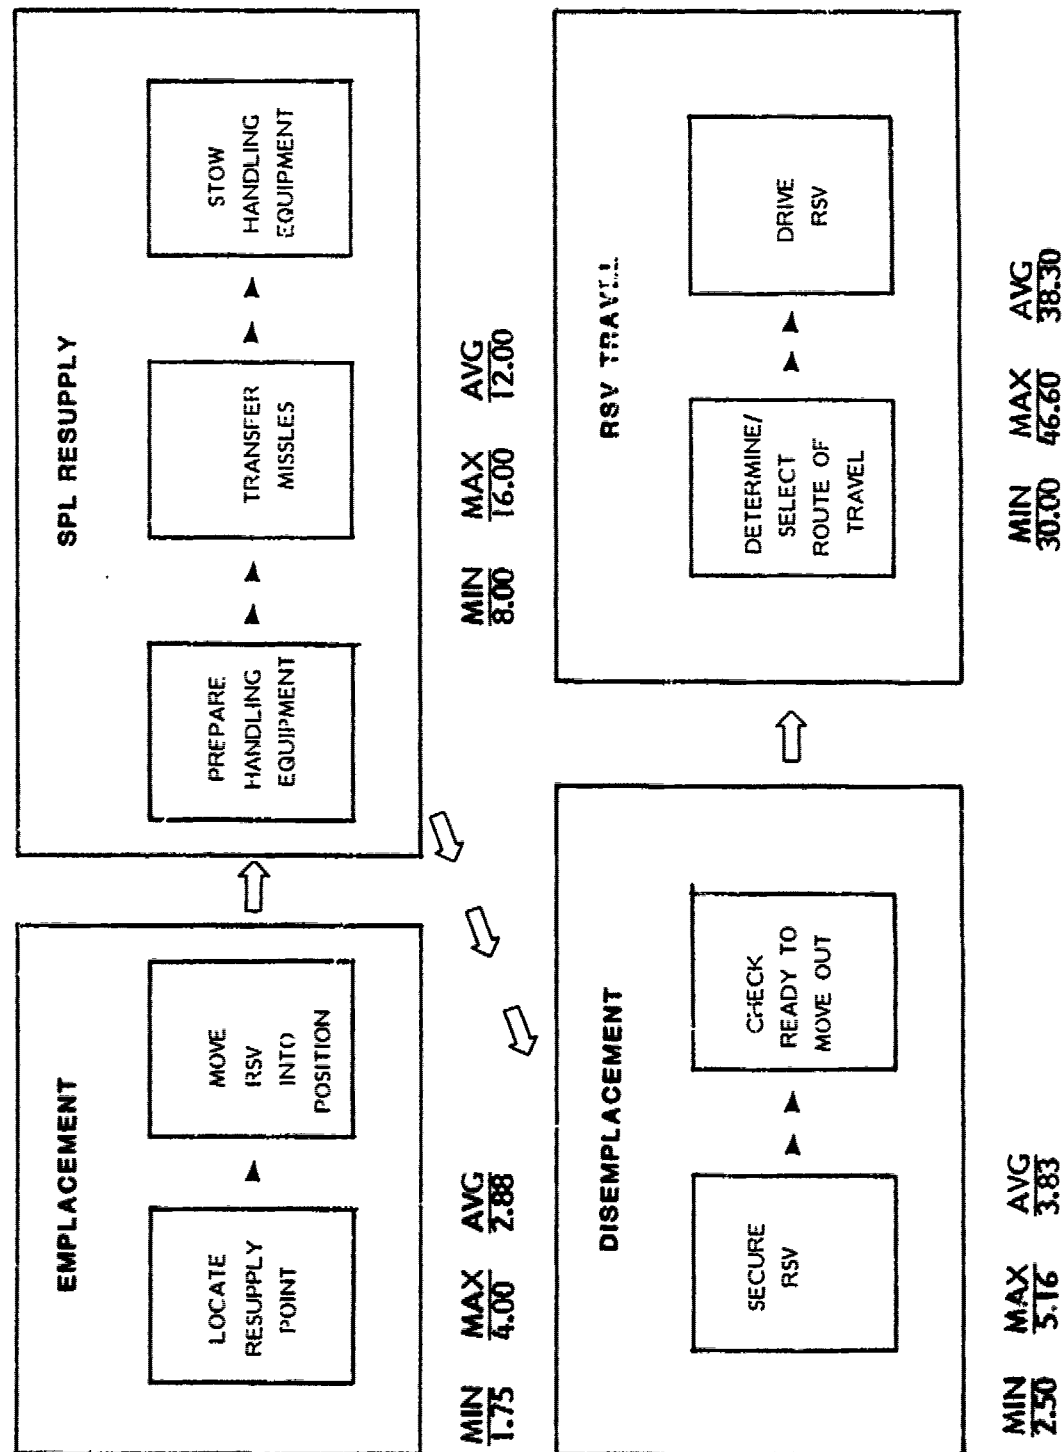 EMPLACEMENT
LOCATE
RESUPPLY
POINT
MOVE
RSV
INTO
POSITION
MIN MAX AVG
1.75 4.00 2.88
SPL RESUPPLY
PREPARE
HANDLING
EQUIPMENT
TRANSFER
MISSLES
STOW
HANDLING
EQUIPMENT
MIN MAX AVG
8.00 16.00 12.00
DISEMPLACEMENT
SECURE
RSV
CHECK
READY TO
MOVE OUT
MIN MAX AVG
2.50 5.16 3.83
RSV TRAVEL
DETERMINE/
SELECT
ROUTE OF
TRAVEL
DRIVE
RSV
MIN MAX AVG
30.00 46.60 38.30